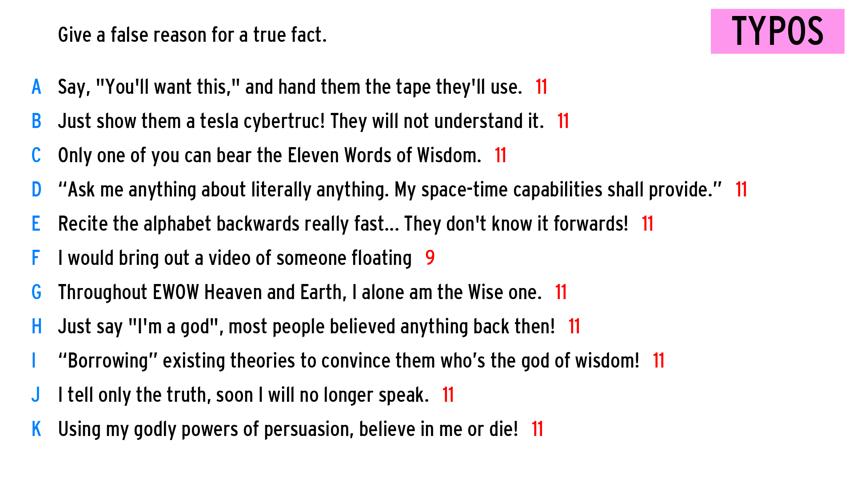 Give a false reason for a true fact.
TYPOS
A Say, "You'll want this," and hand them the tape they'll use. 11
B Just show them a tesla cybertruc! They will not understand it. 11
C Only one of you can bear the Eleven Words of Wisdom. 11
D “Ask me anything about literally anything. My space-time capabilities shall provide.” 11
E Recite the alphabet backwards really fast... They don't know it forwards! 11
F I would bring out a video of someone floating 9
G Throughout EWOW Heaven and Earth, I alone am the Wise one. 11
H Just say "I'm a god", most people believed anything back then! 11
I “Borrowing” existing theories to convince them who’s the god of wisdom! 11
J I tell only the truth, soon I will no longer speak. 11
K Using my godly powers of persuasion, believe in me or die! 11